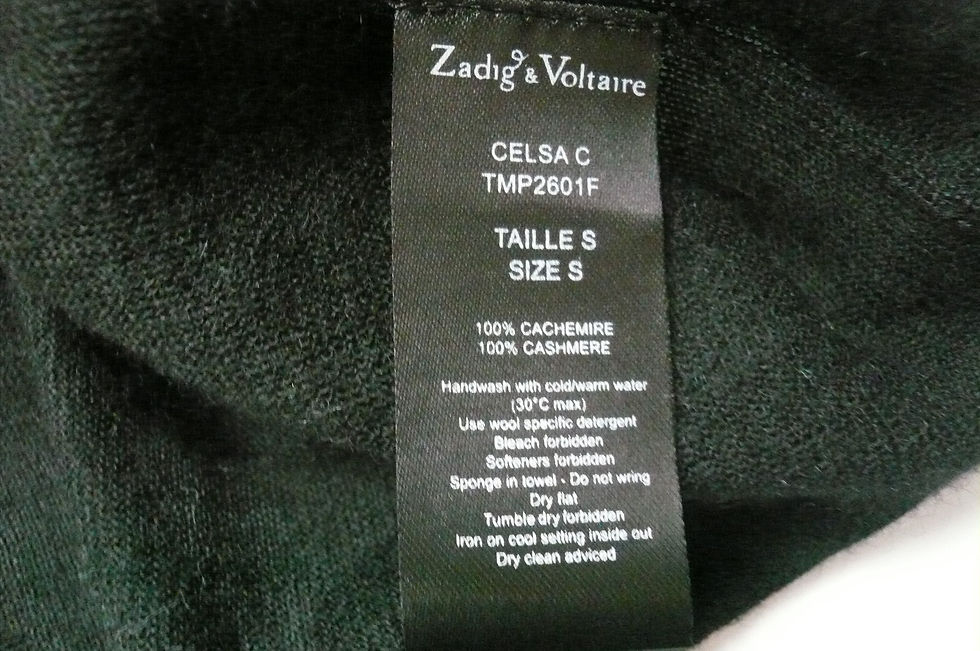 Zadig & Voltaire
CELSA C
TMP2601F
TAILLE S
SIZE S
100% CACHEMIRE
100% CASHMERE
Handwash with cold/warm water
(30°C max)
Use wool specific detergent
Bleach forbidden
Softeners forbidden
Sponge in towel - Do not wring
Dry flat
Tumble dry forbidden
Iron on cool setting inside out
Dry clean adviced